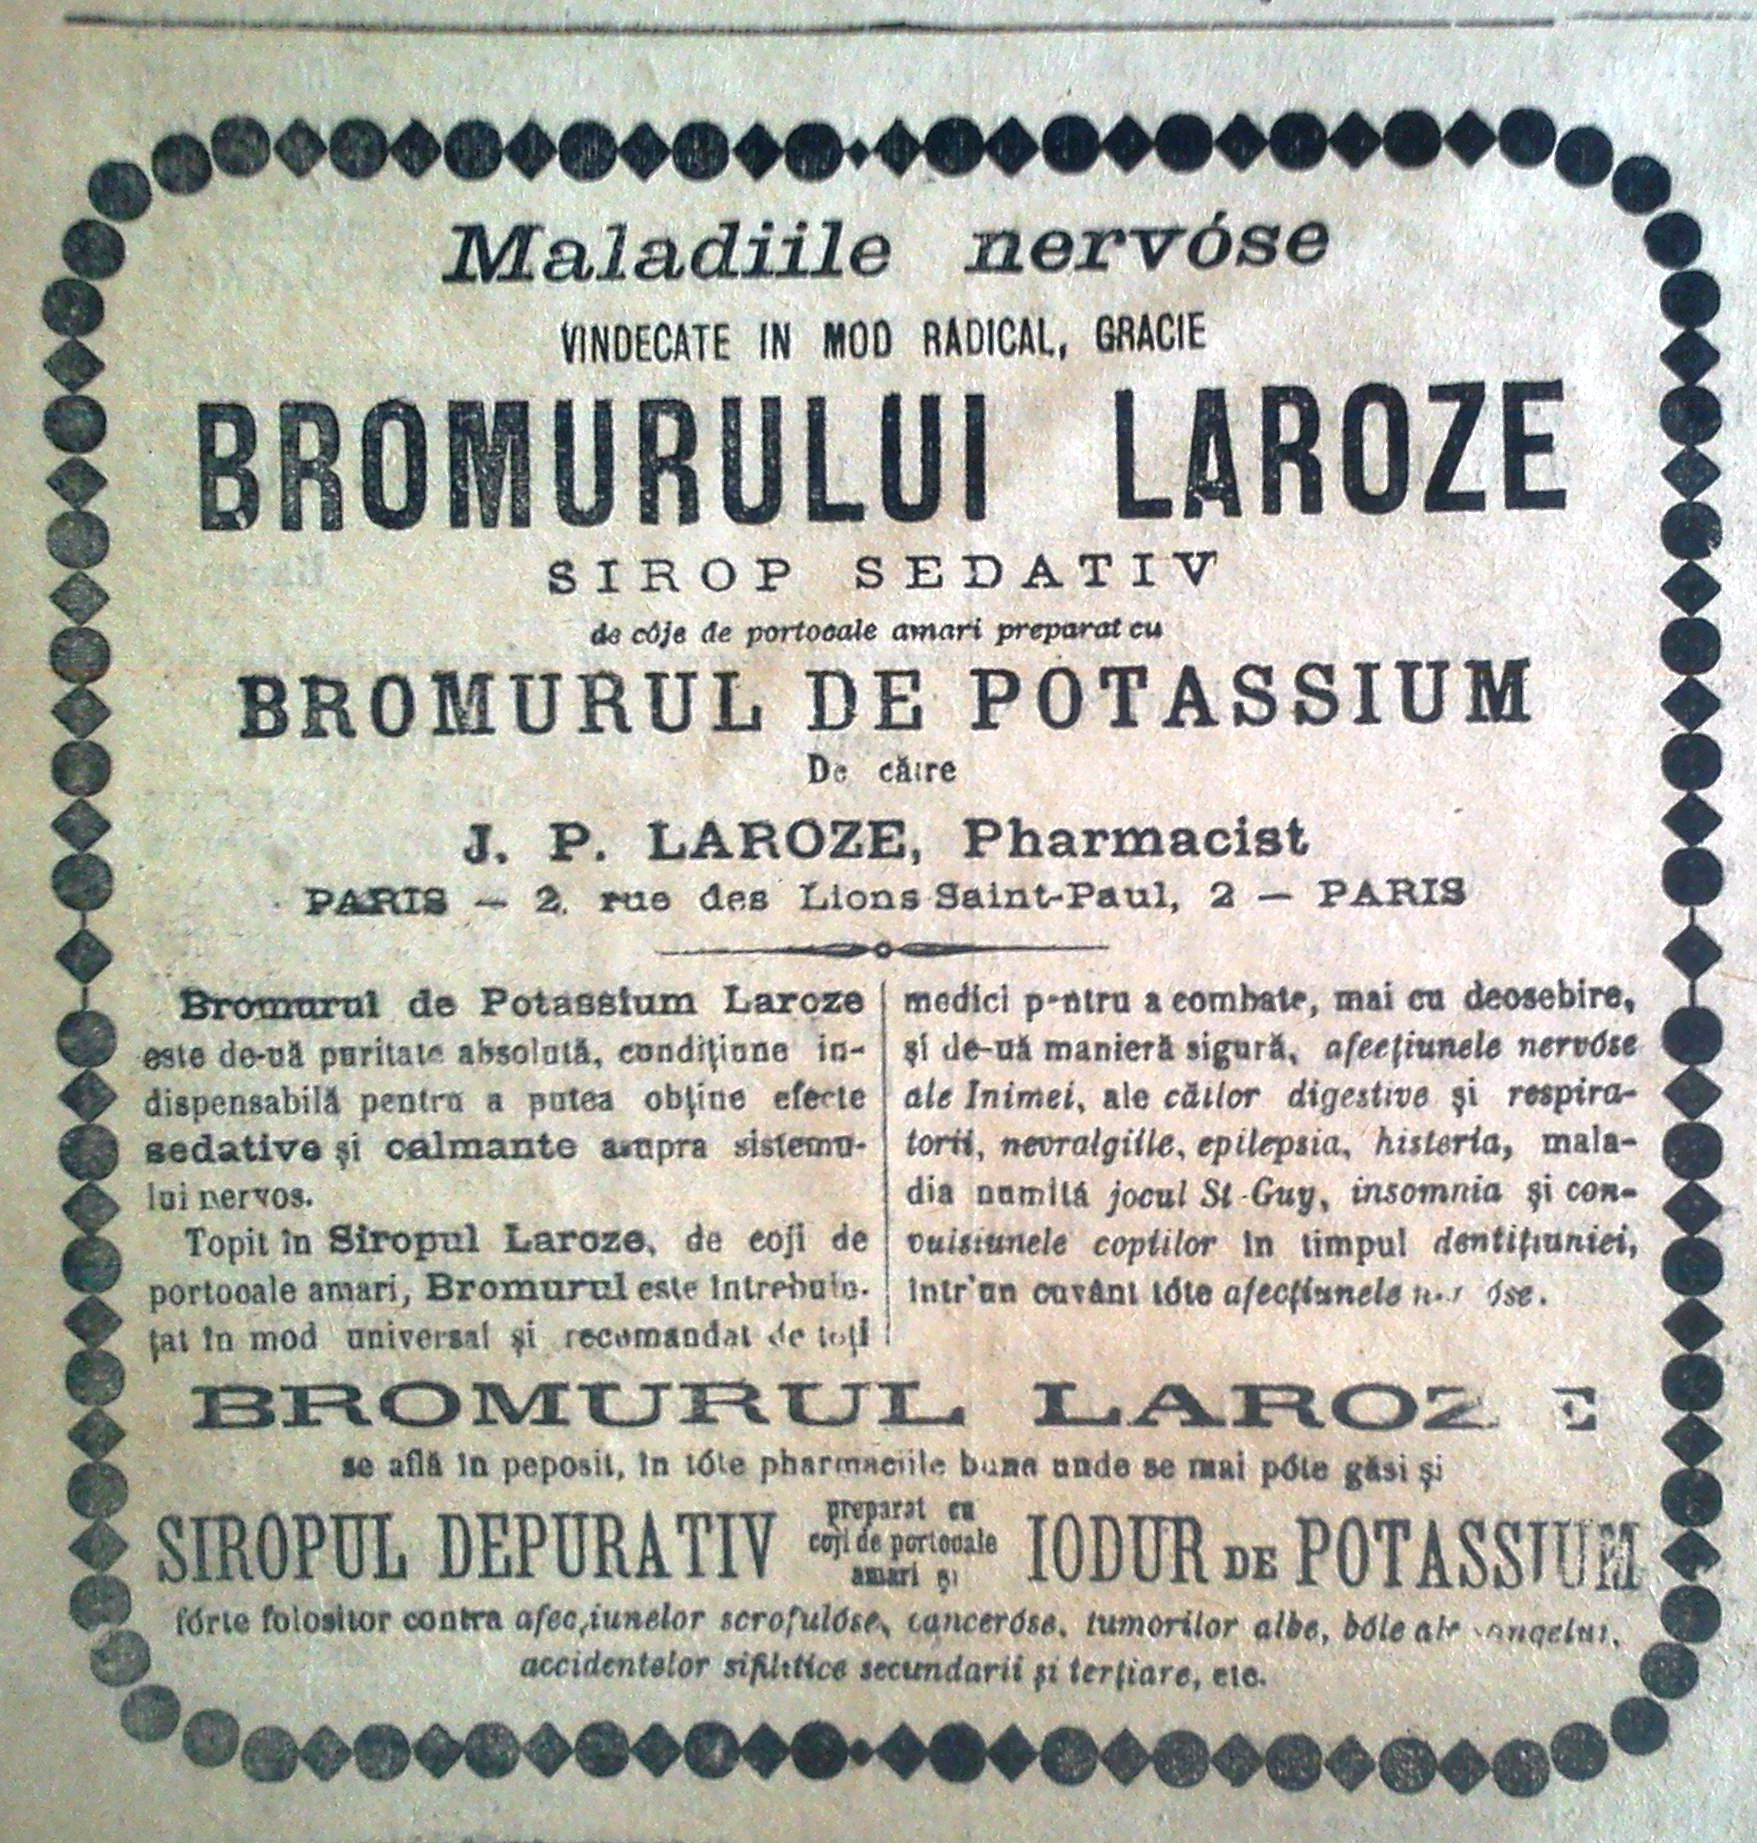 Maladiile nervóse
VINDECATE IN MOD RADICAL, GRACIE
BROMURULUI LAROZE
SIROP SEDATIV
de cóje de portocale amari preparat cu
BROMURUL DE POTASSIUM
De cătrе
J. P. LAROZE, Pharmacist
PARIS — 2, rue des Lions Saint-Paul, 2 — PARIS
Bromurul de Potassium Laroze
este de-uă puritate absolută, condițiune in-
dispensabilă pentru a putea obține efecte
sedative și calmante asupra sistemu-
lui nervos.
Topit în Siropul Laroze, de coji de
portocale amari, Bromurul este întrebuin-
țat în mod universal și recomandat de toți
medici pentru a combate, mai cu deosebire,
și de-uă manieră sigură, afecțiunele nervóse
ale Inimei, ale căilor digestive și respira-
torii, nevralgiile, epilepsia, histeria, mala-
dia numită jocul St-Guy, insomnia și con-
vulsiunele copiilor în timpul dentițiuniei,
într'un cuvânt tóte afecțiunele óse.
BROMURUL LAROZE
se află în peposit, în tóte pharmaciile bune unde se mai póte găsi și
SIROPUL DEPURATIV preparat cu coji de portocale amari și IODUR DE POTASSIUM
fórte folositor contra afecțiunelor scrofulóse, canceróse, tumorilor albe, bóle ale sângelui,
accidentelor sifilitice secundarii și terțiare, etc.